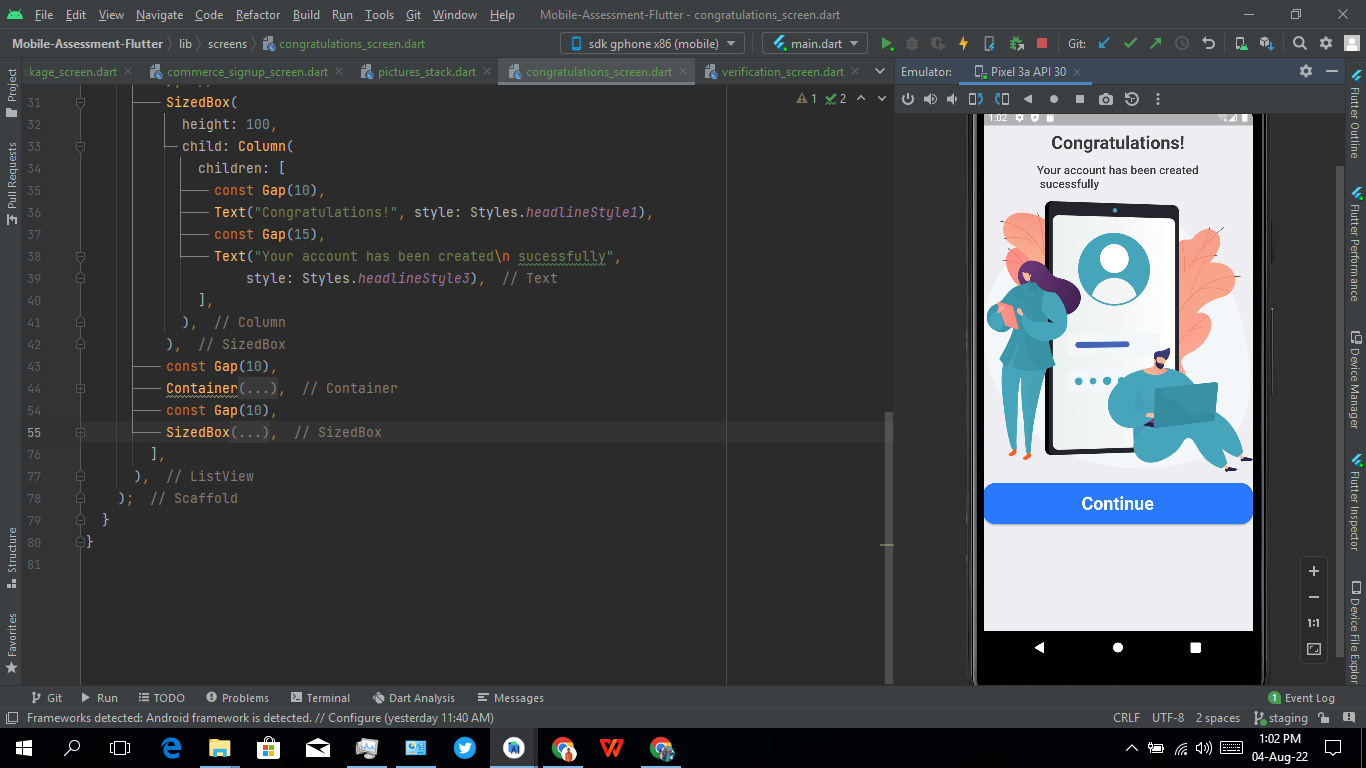 File Edit View Navigate Code Refactor Build Run Tools Git Window Help Mobile-Assessment-Flutter - congratulations_screen.dart
Mobile-Assessment-Flutter lib screens congratulations_screen.dart sdk gphone x86 (mobile) main.dart Git:
ckage_screen.dart commerce_signup_screen.dart pictures_stack.dart congratulations_screen.dart verification_screen.dart Emulator: Pixel 3a API 30
Project
Pull Requests
Structure
Favorites
1 2
31 SizedBox(
32 height: 100,
33 child: Column(
34 children: [
35 const Gap(10),
36 Text("Congratulations!", style: Styles.headlineStyle1),
37 const Gap(15),
38 Text("Your account has been created\n sucessfully",
39 style: Styles.headlineStyle3), // Text
40 ],
41 ), // Column
42 ), // SizedBox
43 const Gap(10),
44 Container(...), // Container
54 const Gap(10),
55 SizedBox(...), // SizedBox
76 ],
77 ), // ListView
78 ); // Scaffold
79 }
80 }
81
1:02
Congratulations!
Your account has been created
sucessfully
Continue
1:1
Flutter Outline
Flutter Performance
Device Manager
Flutter Inspector
Device File Explor
Git Run TODO Problems Terminal Dart Analysis Messages 1 Event Log
Frameworks detected: Android framework is detected. // Configure (yesterday 11:40 AM) CRLF UTF-8 2 spaces staging
1:02 PM
04-Aug-22